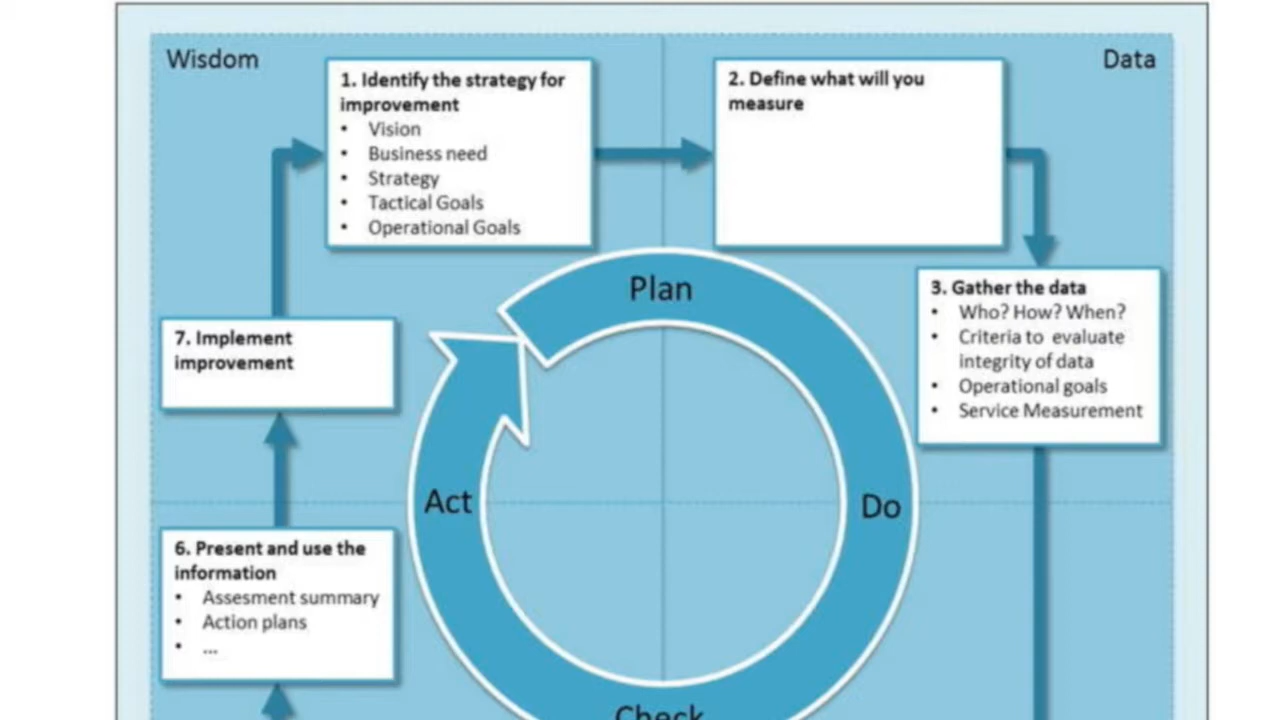 Wisdom
Data
1. Identify the strategy for
improvement
• Vision
• Business need
• Strategy
• Tactical Goals
• Operational Goals
2. Define what will you
measure
3. Gather the data
• Who? How? When?
• Criteria to evaluate
integrity of data
• Operational goals
• Service Measurement
Plan
7. Implement
improvement
Act
Do
6. Present and use the
information
• Assesment summary
• Action plans
• ...
Check